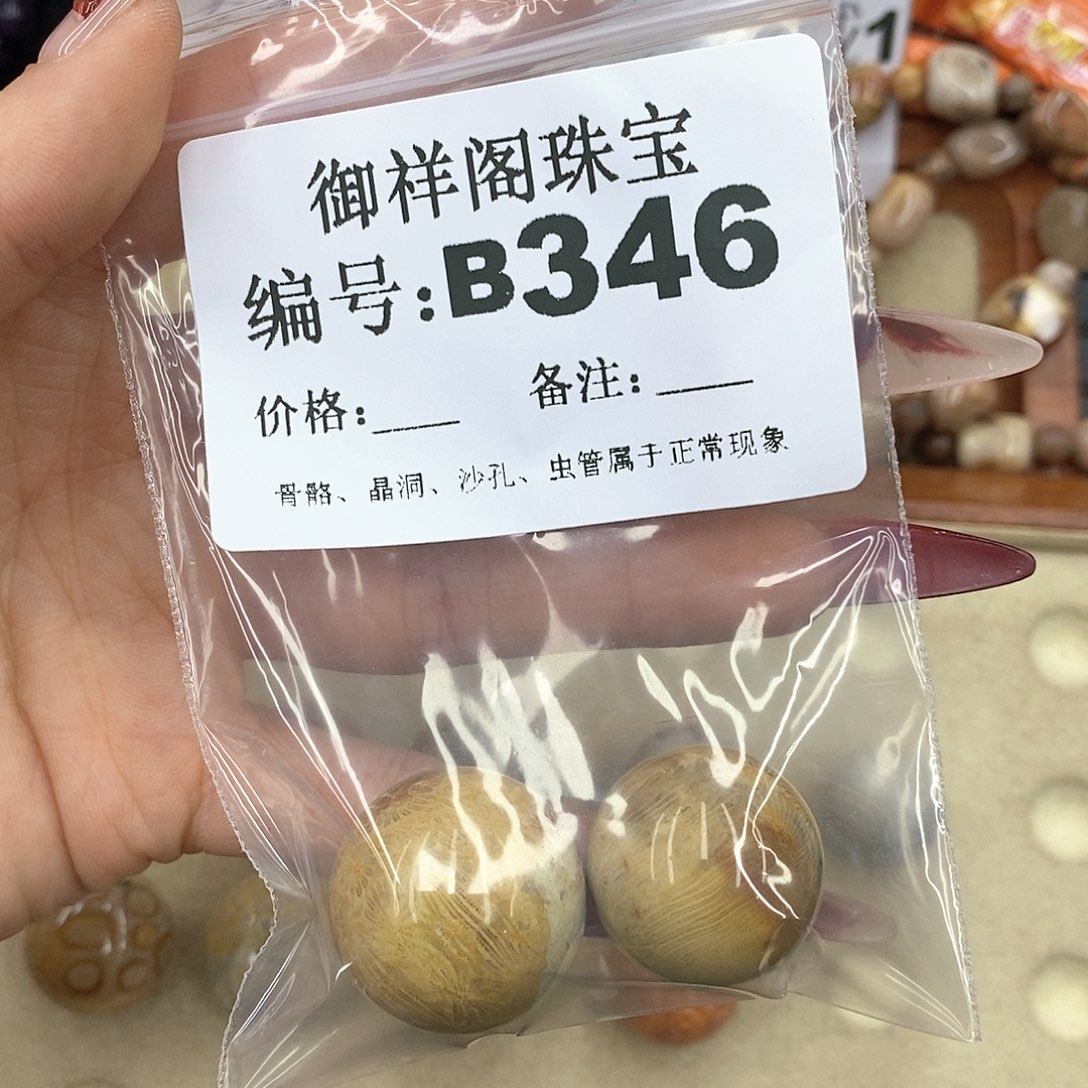 御祥阁珠宝
编号:B346
价格:____ 备注:____
骨骼、晶洞、沙孔、虫管属于正常现象
1